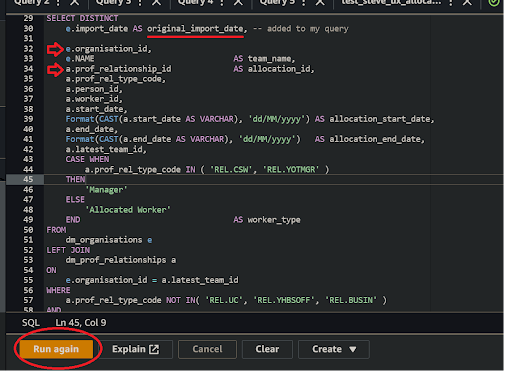 Query 2
Query 3
Query 4
Query 5
29 SELECT DISTINCT
30 e.import_date AS original_import_date, -- added to my query
31
32 e.organisation_id,
33 e.NAME AS team_name,
34 a.prof_relationship_id AS allocation_id,
35 a.prof_rel_type_code,
36 a.person_id,
37 a.worker_id,
38 a.start_date,
39 Format(CAST(a.start_date AS VARCHAR), 'dd/MM/yyyy') AS allocation_start_date,
40 a.end_date,
41 Format(CAST(a.end_date AS VARCHAR), 'dd/MM/yyyy') AS allocation_end_date,
42 a.latest_team_id,
43 CASE WHEN
44 a.prof_rel_type_code IN ( 'REL.CSW', 'REL.YOTMGR' )
45 THEN
46 'Manager'
47 ELSE
48 'Allocated Worker'
49 END AS worker_type
50 FROM
51 dm_organisations e
52 LEFT JOIN
53 dm_prof_relationships a
54 ON
55 e.organisation_id = a.latest_team_id
56 WHERE
57 a.prof_rel_type_code NOT IN( 'REL.UC', 'REL.YHBSOFF', 'REL.BUSIN' )
58 AND
SQL Ln 45, Col 9
Run again Explain Cancel Clear Create